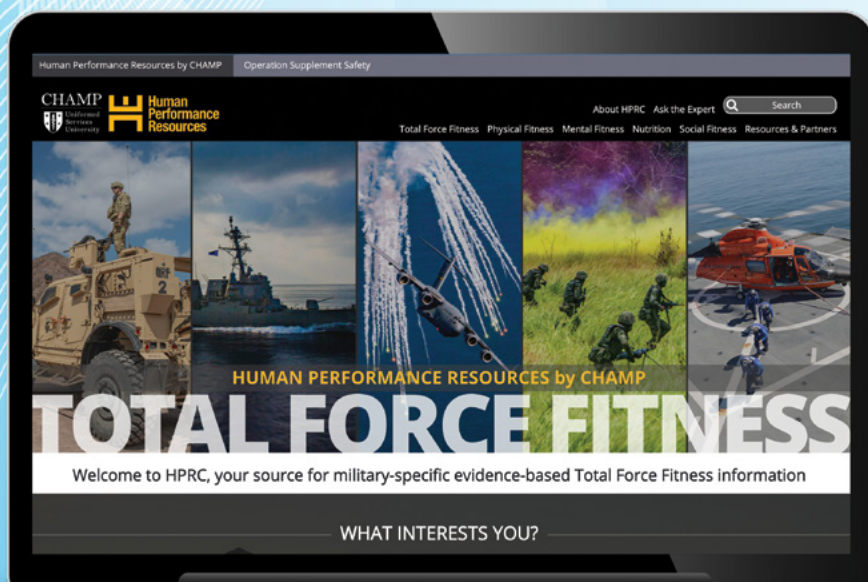 Human Performance Resources by CHAMP Operation Supplement Safety
CHAMP
Uniformed
Services
University
Human
Performance
Resources
About HPRC Ask the Expert Search
Total Force Fitness Physical Fitness Mental Fitness Nutrition Social Fitness Resources & Partners
2
HUMAN PERFORMANCE RESOURCES by CHAMP
TOTAL FORCE FITNESS
Welcome to HPRC, your source for military-specific evidence-based Total Force Fitness information
WHAT INTERESTS YOU?